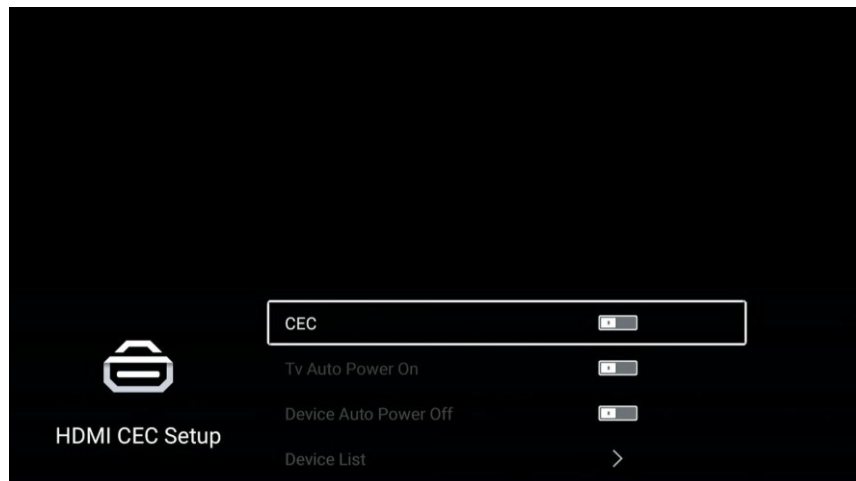 CEC
Tv Auto Power On
Device Auto Power Off
HDMI CEC Setup
Device List